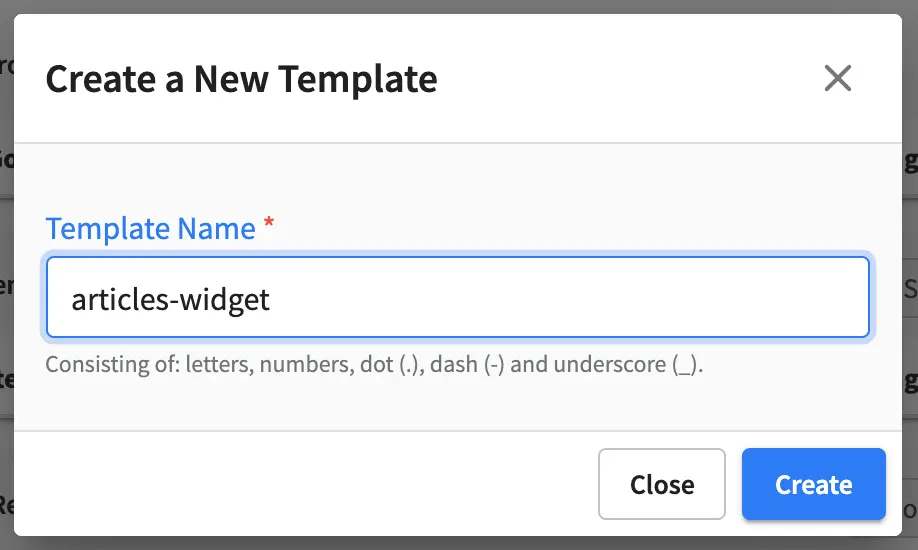 Create a New Template
Template Name *
articles-widget
Consisting of: letters, numbers, dot (.), dash (-) and underscore (_).
Close
Create